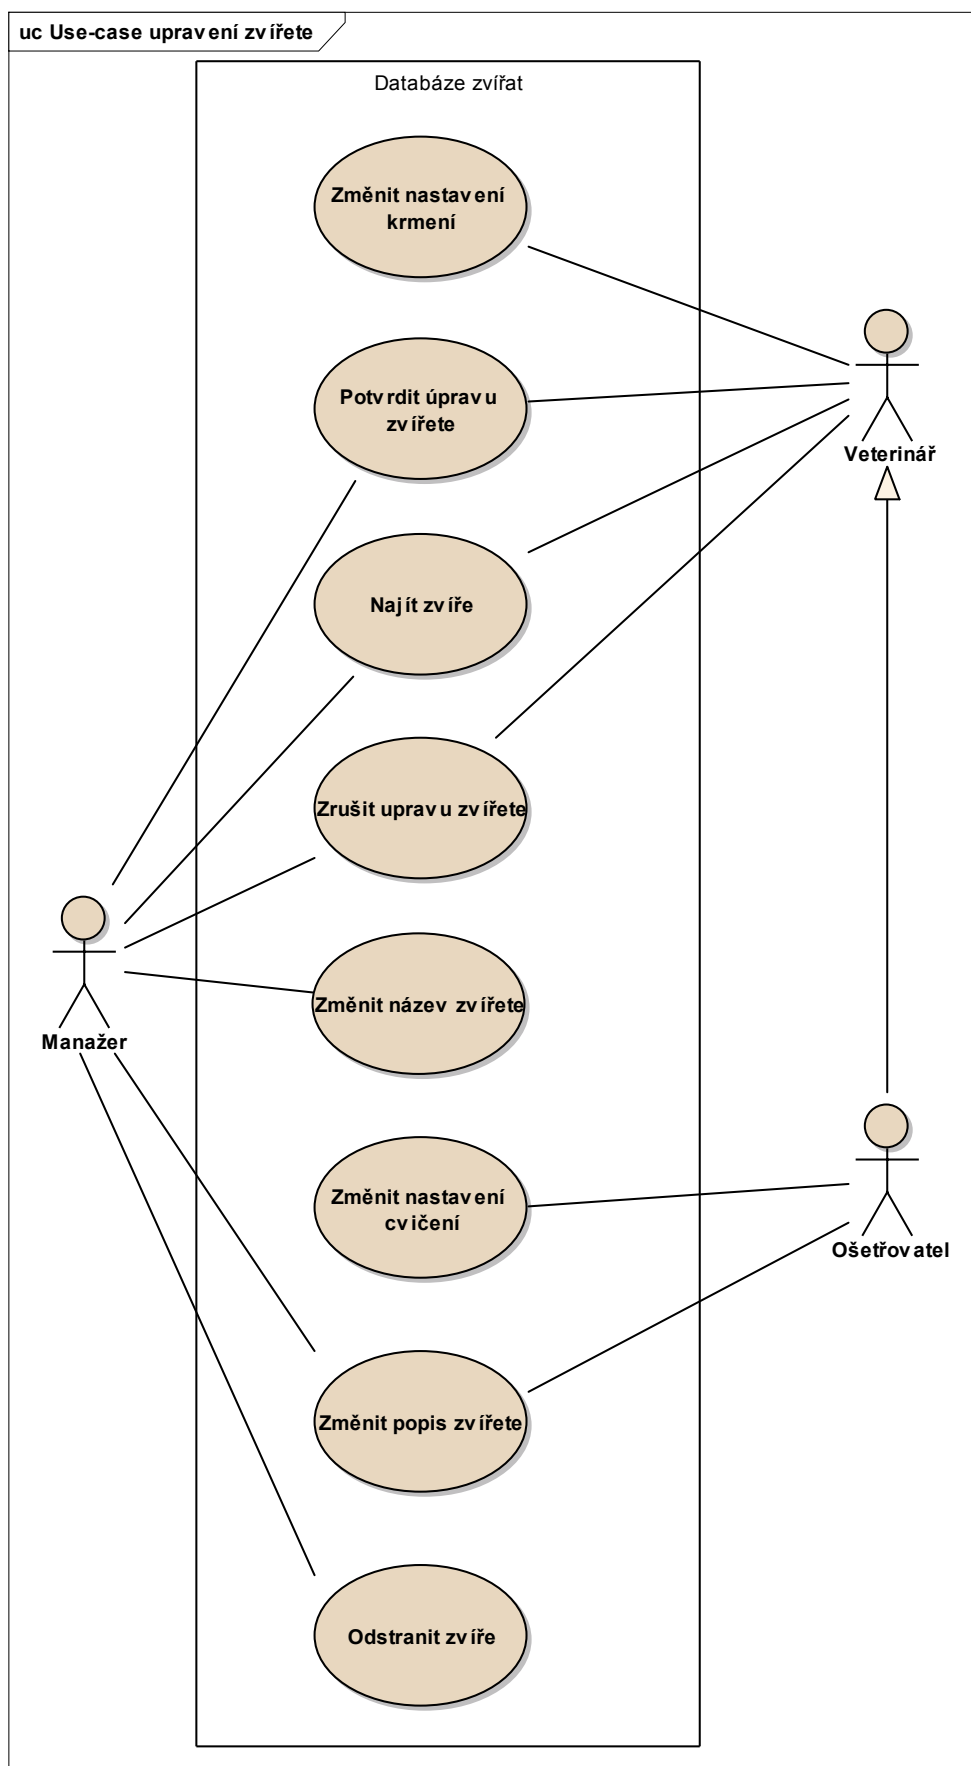 uc Use-case upravení zvířete
Databáze zvířat
Změnit nastavení
krmení
Potvrdit úpravu
zvířete
Veterinář
Najít zvíře
Zrušit upravu zvířete
Změnit název zvířete
Manažer
Změnit nastavení
cvičení
Ošetřovatel
Změnit popis zvířete
Odstranit zvíře